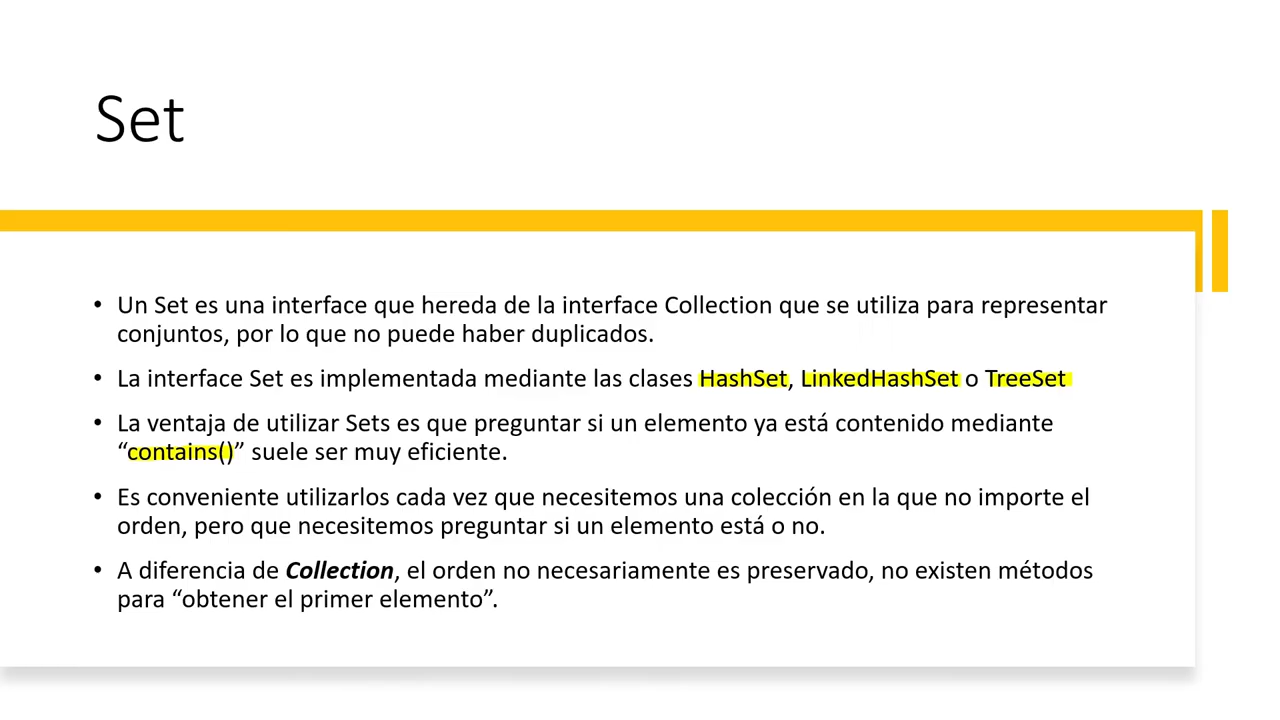 Set
• Un Set es una interface que hereda de la interface Collection que se utiliza para representar
conjuntos, por lo que no puede haber duplicados.
• La interface Set es implementada mediante las clases HashSet, LinkedHashSet o TreeSet
• La ventaja de utilizar Sets es que preguntar si un elemento ya está contenido mediante
“contains()” suele ser muy eficiente.
• Es conveniente utilizarlos cada vez que necesitemos una colección en la que no importe el
orden, pero que necesitemos preguntar si un elemento está o no.
• A diferencia de Collection, el orden no necesariamente es preservado, no existen métodos
para “obtener el primer elemento”.